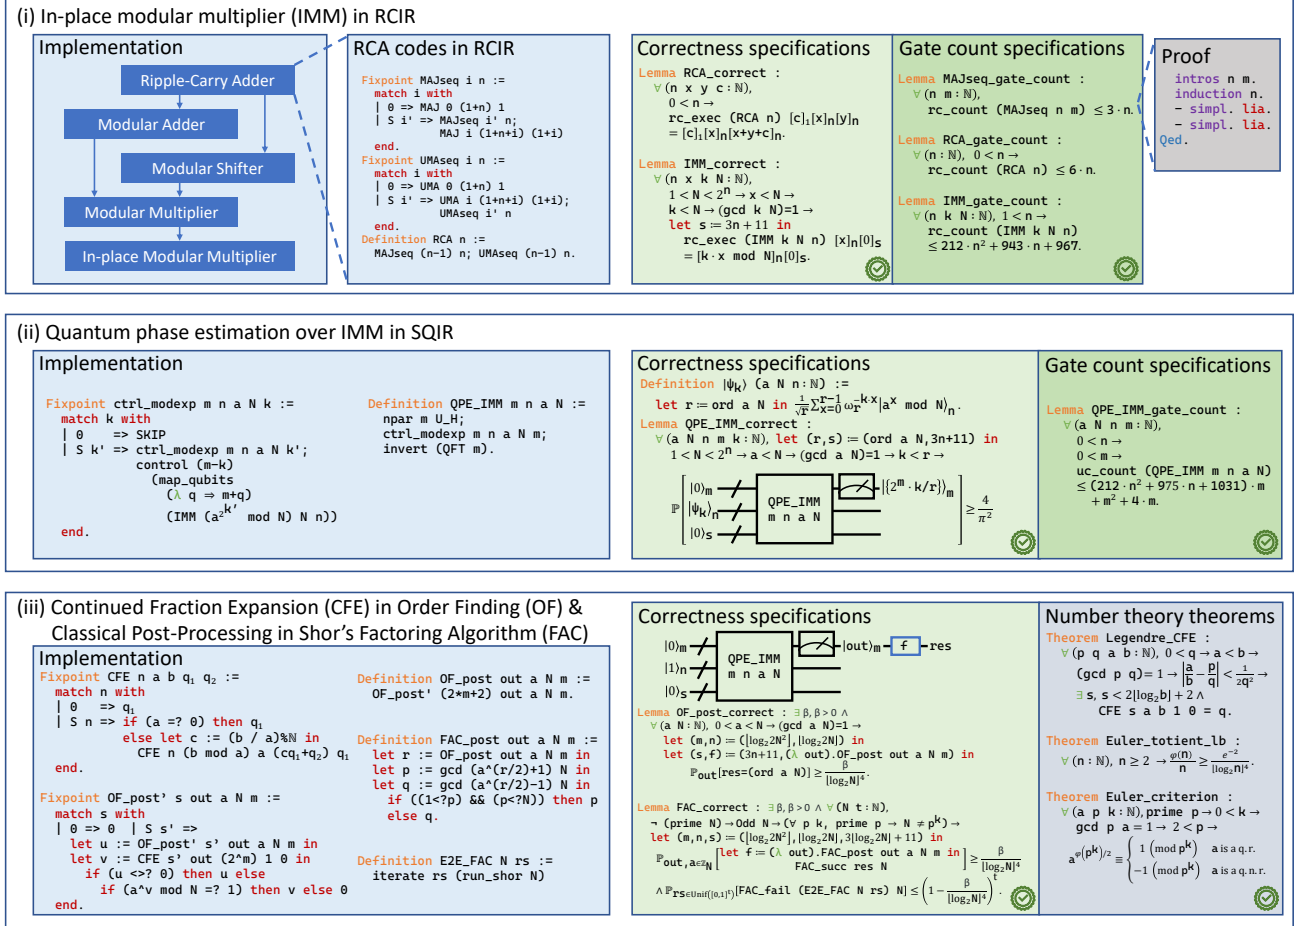 (i) In-place modular multiplier (IMM) in RCIR
Implementation
Ripple-Carry Adder
Modular Adder
Modular Shifter
Modular Multiplier
In-place Modular Multiplier
RCA codes in RCIR
Fixpoint MAJseq i n :=
match i with
| 0 => MAJ 0 (1+n) 1
| S i' => MAJseq i' n;
MAJ i (1+n+i) (1+i)
end.
Fixpoint UMAseq i n :=
match i with
| 0 => UMA 0 (1+n) 1
| S i' => UMA i (1+n+i) (1+i);
UMAseq i' n
end.
Definition RCA n :=
MAJseq (n-1) n; UMAseq (n-1) n.
Correctness specifications
Lemma RCA_correct :
∀ (n x y c : ℕ),
0 < n →
rc_exec (RCA n) [c]₁[x]ₙ[y]ₙ
= [c]₁[x]ₙ[x+y+c]ₙ.
Lemma IMM_correct :
∀ (n x k N : ℕ),
1 < N < 2ⁿ → x < N →
k < N → (gcd k N)=1 →
let s ≔ 3n + 11 in
rc_exec (IMM k N n) [x]ₙ[0]ₛ
= [k · x mod N]ₙ[0]ₛ.
Gate count specifications
Lemma MAJseq_gate_count :
∀ (n m : ℕ),
rc_count (MAJseq n m) ≤ 3 · n.
Lemma RCA_gate_count :
∀ (n : ℕ), 0 < n →
rc_count (RCA n) ≤ 6 · n.
Lemma IMM_gate_count :
∀ (n k N : ℕ), 1 < n →
rc_count (IMM k N n)
≤ 212 · n² + 943 · n + 967.
Proof
intros n m.
induction n.
- simpl. lia.
- simpl. lia.
Qed.
(ii) Quantum phase estimation over IMM in SQIR
Implementation
Fixpoint ctrl_modexp m n a N k :=
match k with
| 0 => SKIP
| S k' => ctrl_modexp m n a N k';
control (m-k)
(map_qubits
(λ q ⇒ m+q)
(IMM (a^2^k' mod N) N n))
end.
Definition QPE_IMM m n a N :=
npar m U_H;
ctrl_modexp m n a N m;
invert (QFT m).
Correctness specifications
Definition |ψₖ⟩ (a N n : ℕ) :=
let r ≔ ord a N in 1/√r ∑_{x=0}^{r−1} ω_r^{−k·x} |aˣ mod N⟩ₙ.
Lemma QPE_IMM_correct :
∀ (a N n m k : ℕ), let (r,s) ≔ (ord a N,3n+11) in
1 < N < 2ⁿ → a < N → (gcd a N)=1 → k < r →
ℙ [ |0⟩ₘ |ψₖ⟩ₙ |0⟩ₛ QPE_IMM m n a N |{2ᵐ · k/r}⟩ₘ ] ≥ 4/π²
Gate count specifications
Lemma QPE_IMM_gate_count :
∀ (a N n m : ℕ),
0 < n →
0 < m →
uc_count (QPE_IMM m n a N)
≤ (212 · n² + 975 · n + 1031) · m
+ m² + 4 · m.
(iii) Continued Fraction Expansion (CFE) in Order Finding (OF) &
Classical Post-Processing in Shor’s Factoring Algorithm (FAC)
Implementation
Fixpoint CFE n a b q₁ q₂ :=
match n with
| 0 => q₁
| S n => if (a =? 0) then q₁
else let c := (b / a)%ℕ in
CFE n (b mod a) a (cq₁+q₂) q₁
end.
Fixpoint OF_post' s out a N m :=
match s with
| 0 => 0 | S s' =>
let u := OF_post' s' out a N m in
let v := CFE s' out (2^m) 1 0 in
if (u <>? 0) then u else
if (a^v mod N =? 1) then v else 0
end.
Definition OF_post out a N m :=
OF_post' (2*m+2) out a N m.
Definition FAC_post out a N m :=
let r := OF_post out a N m in
let p := gcd (a^(r/2)+1) N in
let q := gcd (a^(r/2)-1) N in
if ((1<?p) && (p<?N)) then p
else q.
Definition E2E_FAC N rs :=
iterate rs (run_shor N)
Correctness specifications
|0⟩ₘ |1⟩ₙ |0⟩ₛ QPE_IMM m n a N |out⟩ₘ f res
Lemma OF_post_correct : ∃ β, β > 0 ∧
∀ (a N : ℕ), 0 < a < N → (gcd a N)=1→
let (m,n) ≔ (⌊log₂2N²⌋,⌊log₂2N⌋) in
let (s,f) ≔ (3n+11,(λ out).OF_post out a N m) in
ℙ_out[res=(ord a N)] ≥ β/⌊log₂N⌋⁴.
Lemma FAC_correct : ∃ β, β > 0 ∧ ∀ (N t : ℕ),
¬ (prime N) → Odd N → (∀ p k, prime p → N ≠ pᵏ) →
let (m,n,s) ≔ (⌊log₂2N²⌋,⌊log₂2N⌋, 3⌊log₂2N⌋ + 11) in
ℙ_{out,a∈ℤ_N} [ let f ≔ (λ out).FAC_post out a N m in FAC_succ res N ] ≥ β/⌊log₂N⌋⁴
∧ ℙ_{rs∈Unif([0,1]ᵗ)}[FAC_fail (E2E_FAC N rs) N] ≤ (1 − β/⌊log₂N⌋⁴)ᵗ.
Number theory theorems
Theorem Legendre_CFE :
∀ (p q a b : ℕ), 0 < q → a < b →
(gcd p q)= 1 → |a/b − p/q| < 1/2q² →
∃ s, s < 2⌊log₂b⌋ + 2 ∧
CFE s a b 1 0 = q.
Theorem Euler_totient_lb :
∀ (n : ℕ), n ≥ 2 → φ(n)/n ≥ e⁻²/⌊log₂n⌋⁴.
Theorem Euler_criterion :
∀ (a p k : ℕ), prime p → 0 < k →
gcd p a = 1 → 2 < p →
a^{φ(pᵏ)/2} ≡ { 1 (mod pᵏ) a is a q. r.
−1 (mod pᵏ) a is a q. n. r.